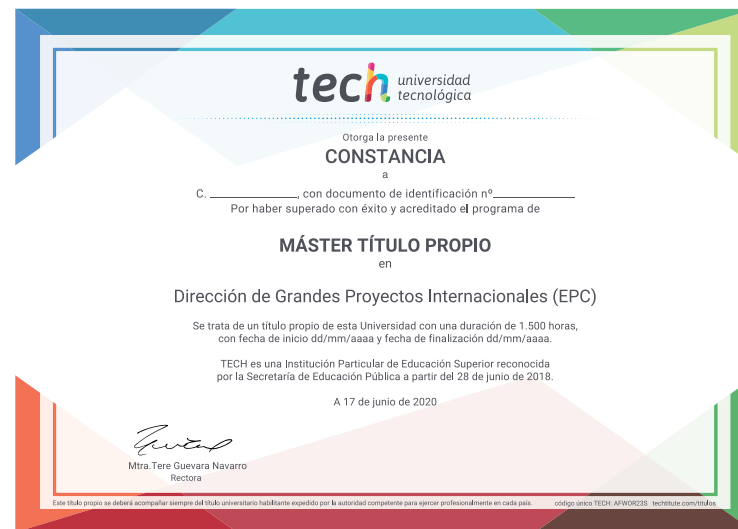 tech universidad
tecnológica
Otorga la presente
CONSTANCIA
a
C. ______________, con documento de identificación nº_____________
Por haber superado con éxito y acreditado el programa de
MÁSTER TÍTULO PROPIO
en
Dirección de Grandes Proyectos Internacionales (EPC)
Se trata de un título propio de esta Universidad con una duración de 1.500 horas,
con fecha de inicio dd/mm/aaaa y fecha de finalización dd/mm/aaaa.
TECH es una Institución Particular de Educación Superior reconocida
por la Secretaría de Educación Pública a partir del 28 de junio de 2018.
A 17 de junio de 2020
Mtra.Tere Guevara Navarro
Rectora
Este título propio se deberá acompañar siempre del título universitario habilitante expedido por la autoridad competente para ejercer profesionalmente en cada país. código único TECH: AFWOR23S techtitute.com/títulos